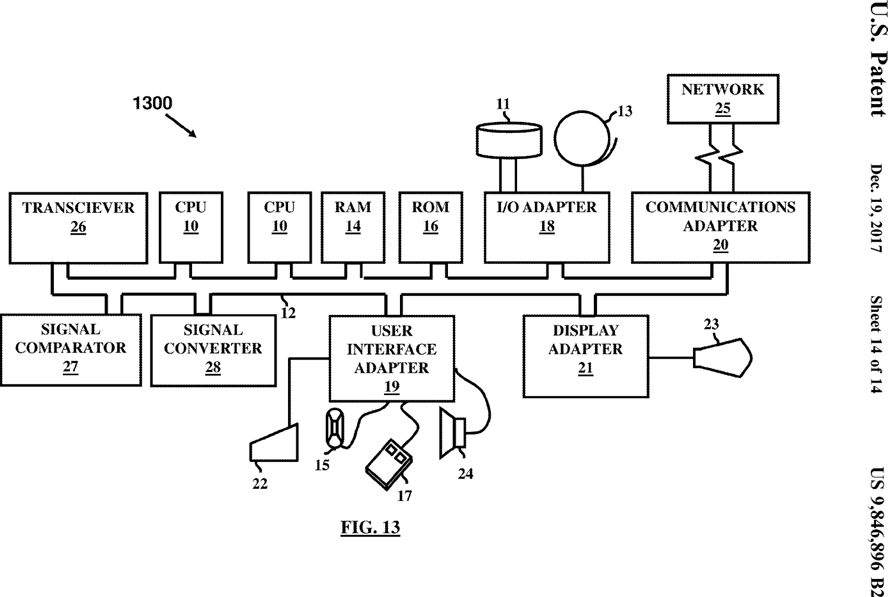 U.S. Patent
Dec. 19, 2017
Sheet 14 of 14
US 9,846,896 B2
1300
11
13
NETWORK
25
TRANSCIEVER
26
CPU
10
CPU
10
RAM
14
ROM
16
I/O ADAPTER
18
COMMUNICATIONS
ADAPTER
20
12
SIGNAL
COMPARATOR
27
SIGNAL
CONVERTER
28
USER
INTERFACE
ADAPTER
19
DISPLAY
ADAPTER
21
23
22
15
17
24
FIG. 13